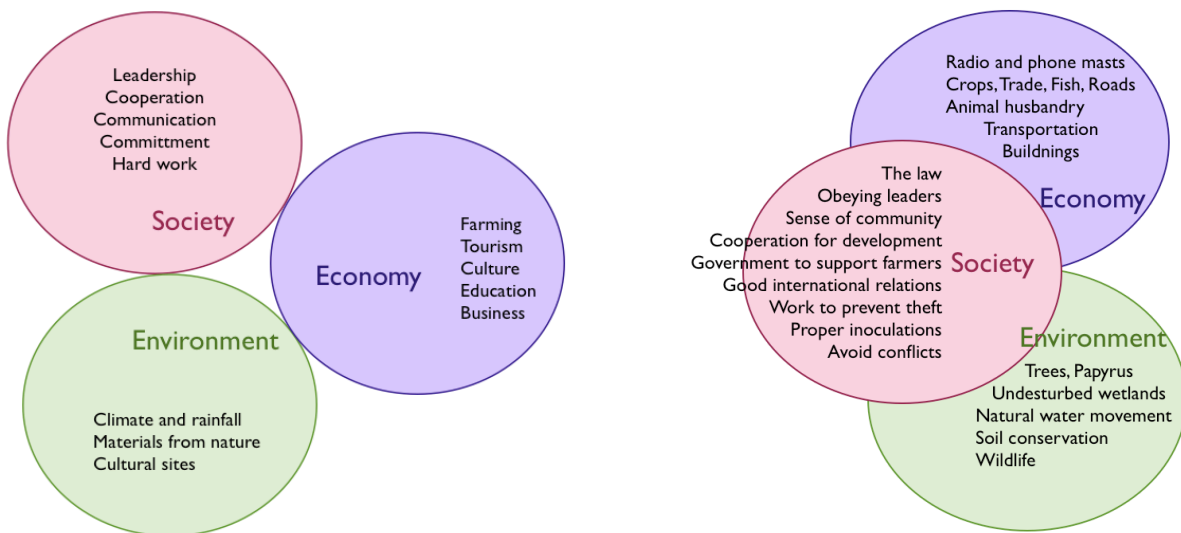 Leadership
Cooperation
Communication
Committment
Hard work
Society
Farming
Tourism
Culture
Education
Business
Economy
Environment
Climate and rainfall
Materials from nature
Cultural sites
Radio and phone masts
Crops, Trade, Fish, Roads
Animal husbandry
Transportation
Buildnings
Economy
The law
Obeying leaders
Sense of community
Cooperation for development
Government to support farmers
Good international relations
Work to prevent theft
Proper inoculations
Avoid conflicts
Society
Environment
Trees, Papyrus
Undesturbed wetlands
Natural water movement
Soil conservation
Wildlife